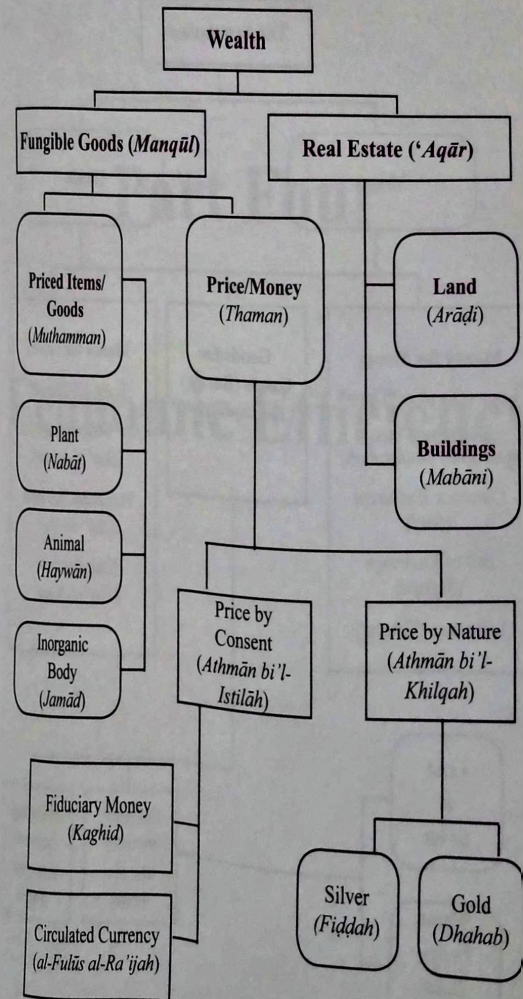 Wealth
Fungible Goods (Manqūl)
Real Estate (‘Aqār)
Priced Items/
Goods
(Muthamman)
Price/Money
(Thaman)
Land
(Arāḍi)
Plant
(Nabāt)
Buildings
(Mabāni)
Animal
(Haywān)
Inorganic
Body
(Jamād)
Price by
Consent
(Athmān bi’l-
Istilāh)
Price by Nature
(Athmān bi’l-
Khilqah)
Fiduciary Money
(Kaghid)
Circulated Currency
(al-Fulūs al-Ra’ijah)
Silver
(Fiḍḍah)
Gold
(Dhahab)